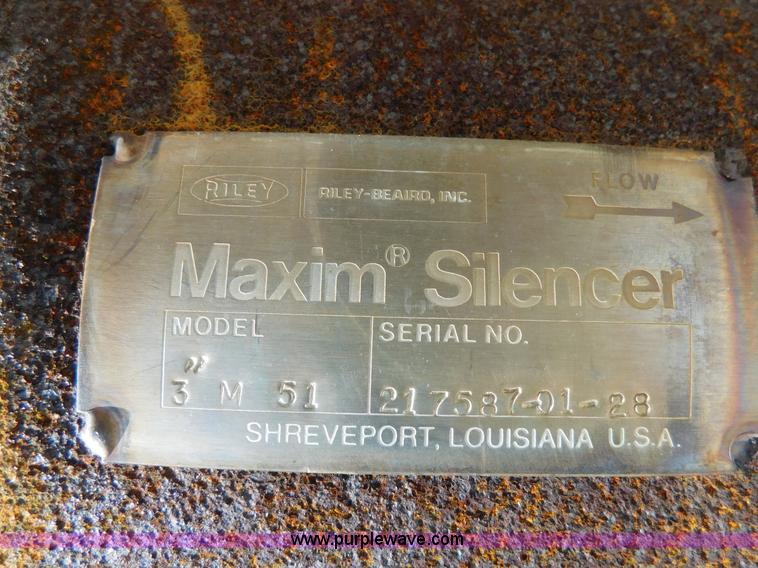 RILEY
RILEY-BEAIRD, INC.
FLOW
Maxim® Silencer
MODEL
SERIAL NO.
3" M 51
217587-01-28
SHREVEPORT, LOUISIANA U.S.A.
www.purplewave.com